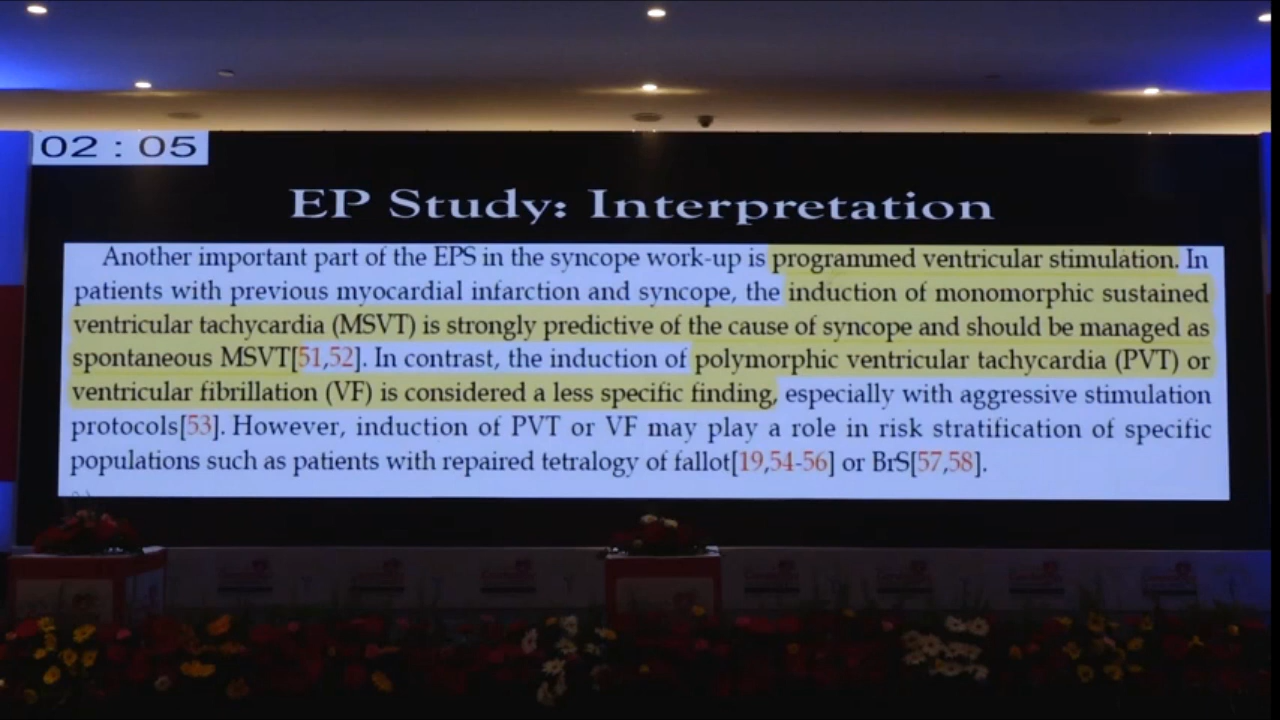 02 : 05
EP Study: Interpretation
Another important part of the EPS in the syncope work-up is programmed ventricular stimulation. In
patients with previous myocardial infarction and syncope, the induction of monomorphic sustained
ventricular tachycardia (MSVT) is strongly predictive of the cause of syncope and should be managed as
spontaneous MSVT[51,52]. In contrast, the induction of polymorphic ventricular tachycardia (PVT) or
ventricular fibrillation (VF) is considered a less specific finding, especially with aggressive stimulation
protocols[53]. However, induction of PVT or VF may play a role in risk stratification of specific
populations such as patients with repaired tetralogy of fallot[19,54-56] or BrS[57,58].